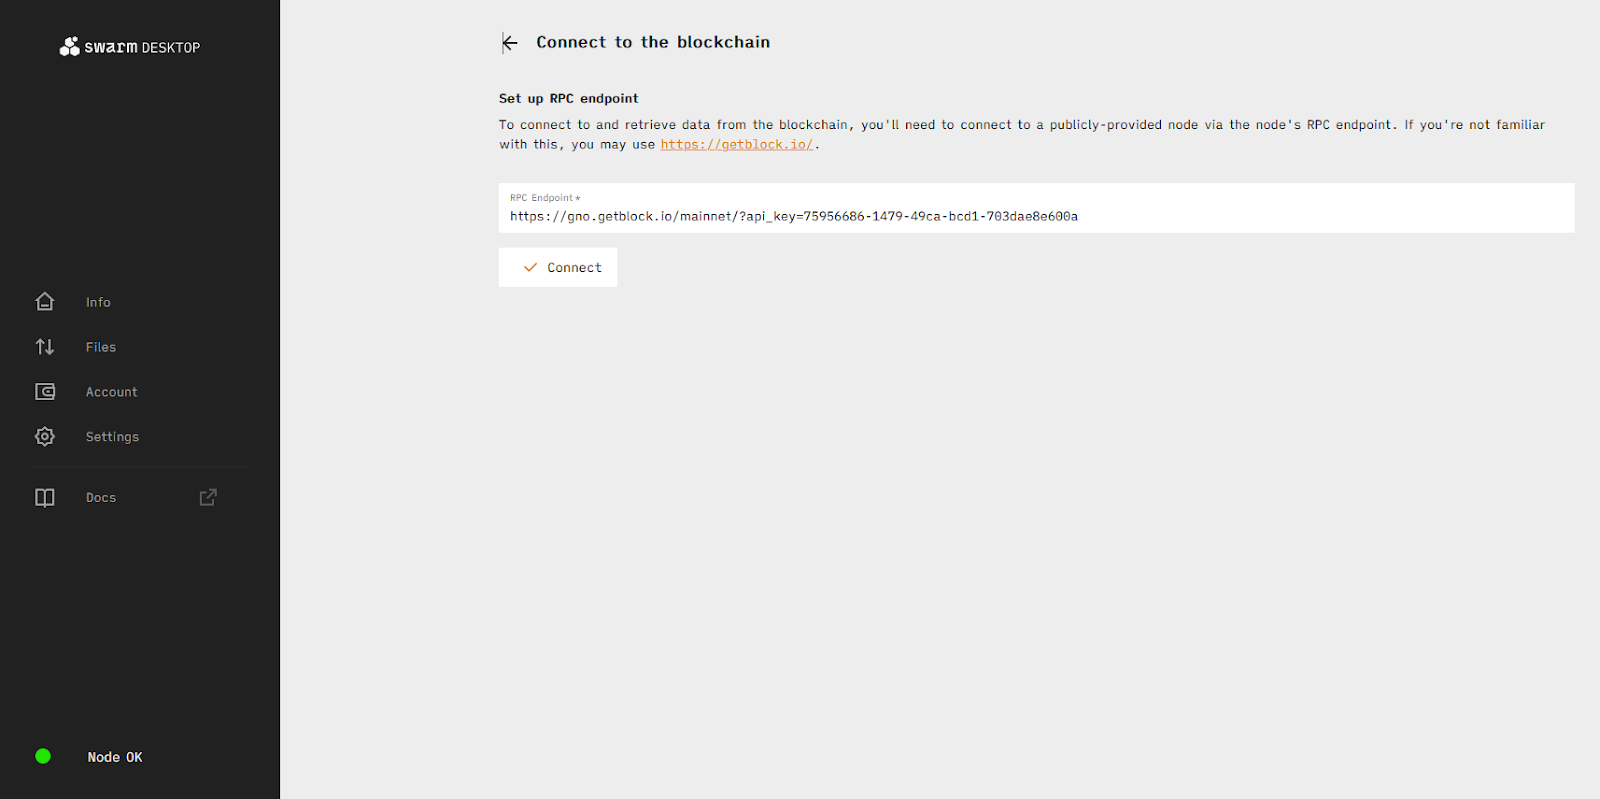 swarm DESKTOP
Info
Files
Account
Settings
Docs
Node OK
Connect to the blockchain
Set up RPC endpoint
To connect to and retrieve data from the blockchain, you'll need to connect to a publicly-provided node via the node's RPC endpoint. If you're not familiar
with this, you may use https://getblock.io/.
RPC Endpoint*
https://gno.getblock.io/mainnet/?api_key=75956686-1479-49ca-bcd1-703dae8e600a
Connect